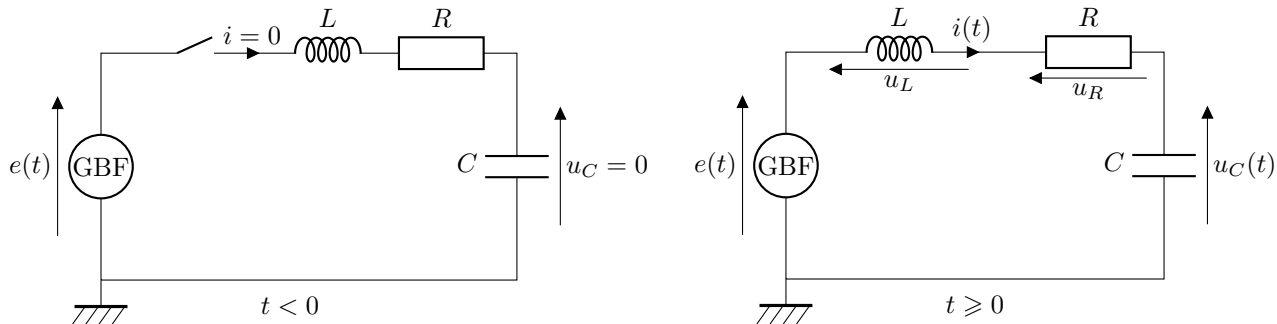 L R
i = 0
e(t) GBF C u_C = 0
t < 0
L i(t) R
u_L u_R
e(t) GBF C u_C(t)
t ⩾ 0